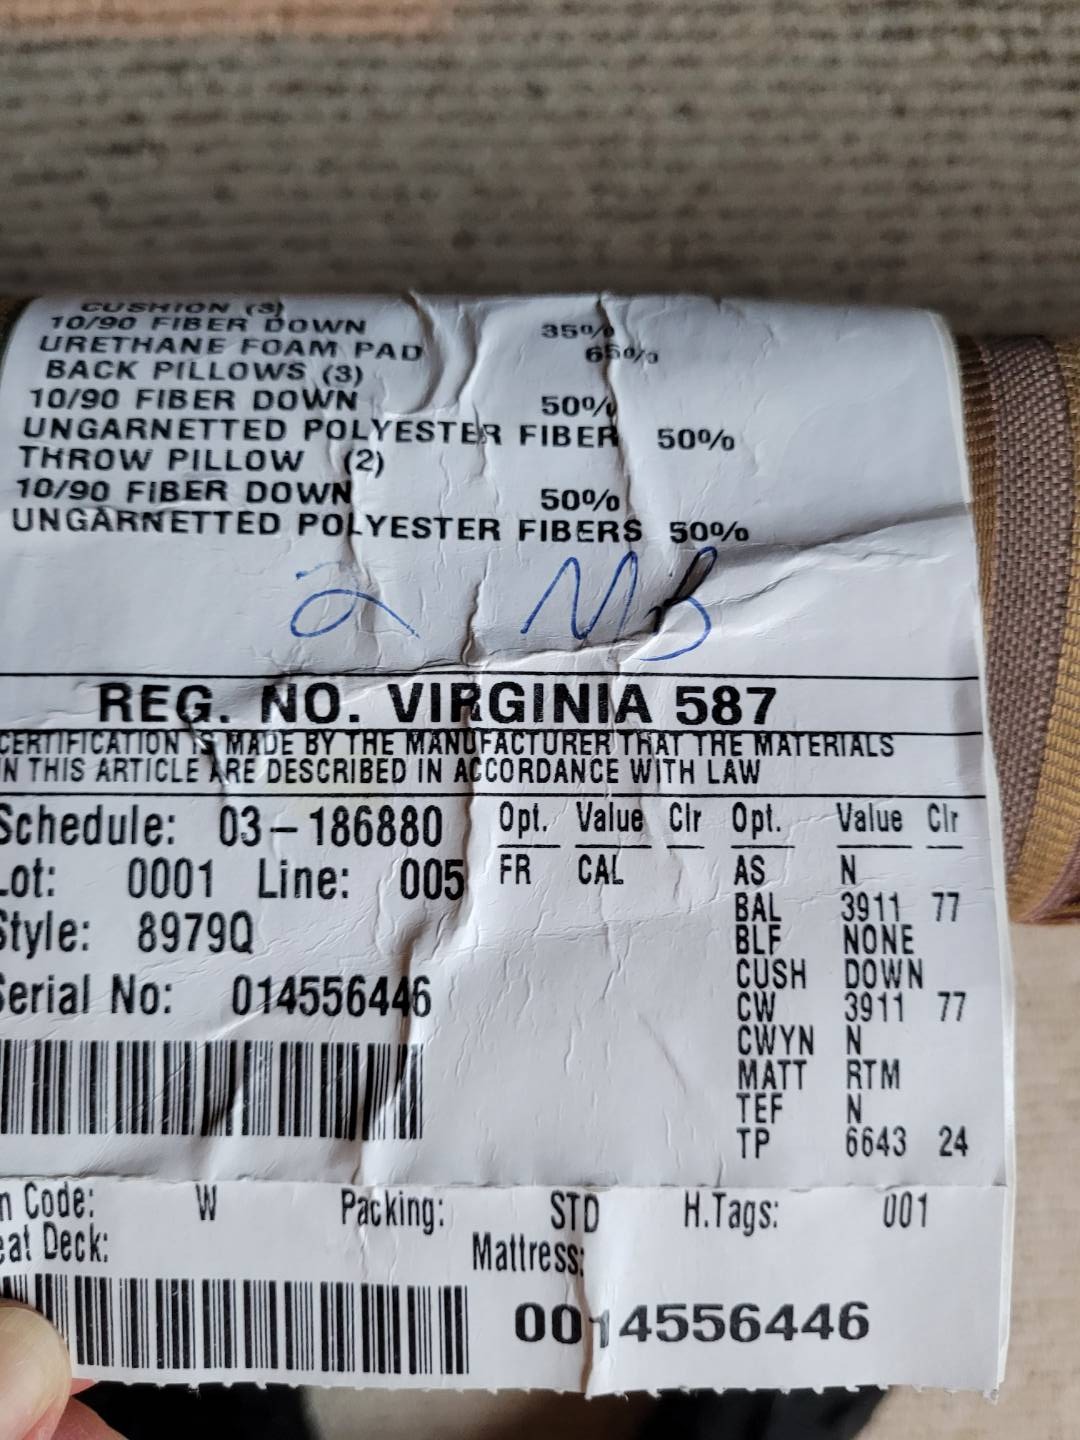 CUSHION (3)
10/90 FIBER DOWN 35%
URETHANE FOAM PAD 65%
BACK PILLOWS (3)
10/90 FIBER DOWN 50%
UNGARNETTED POLYESTER FIBER 50%
THROW PILLOW (2)
10/90 FIBER DOWN 50%
UNGARNETTED POLYESTER FIBERS 50%
2
REG. NO. VIRGINIA 587
CERTIFICATION IS MADE BY THE MANUFACTURER THAT THE MATERIALS
IN THIS ARTICLE ARE DESCRIBED IN ACCORDANCE WITH LAW
Schedule: 03-186880 Opt. Value Clr Opt. Value Clr
Lot: 0001 Line: 005 FR CAL AS N
BAL 3911 77
Style: 8979Q BLF NONE
CUSH DOWN
Serial No: 014556446 CW 3911 77
CWYN N
MATT RTM
TEF N
TP 6643 24
Code: W Packing: STD H.Tags: 001
Deck: Mattress:
0014556446